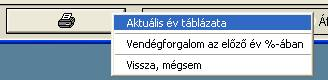 Aktuális év táblázata
Vendégforgalom az előző év %-ában
Vissza, mégsem